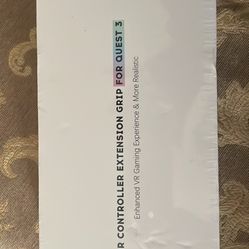 R CONTROLLER EXTENSION GRIP FOR QUEST 3
Enhanced VR Gaming Experience & More Realistic